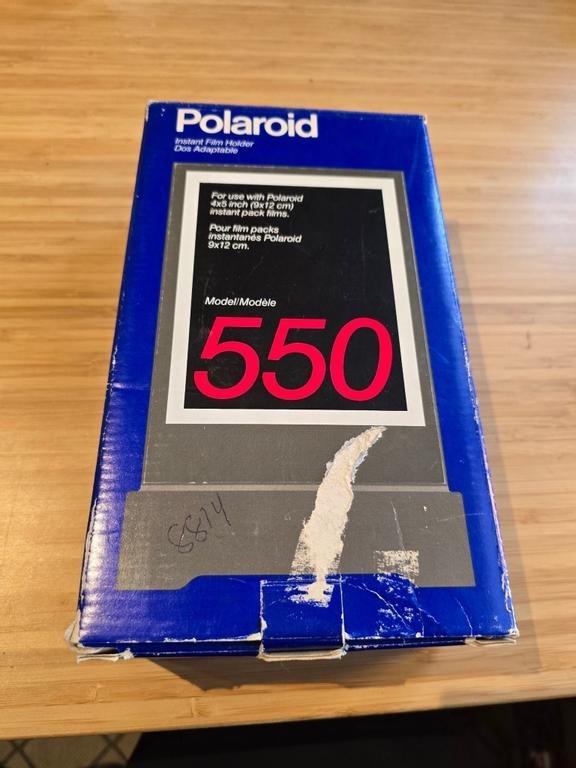 Polaroid
Instant Film Holder
Dos Adaptable
For use with Polaroid
4x5 inch (9x12 cm)
instant pack films.
Pour film packs
instantanés Polaroid
9x12 cm.
Model/Modèle
550
8814